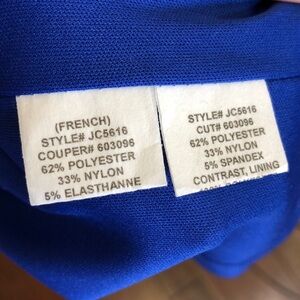 (FRENCH)
STYLE# JC5616
COUPER# 603096
62% POLYESTER
33% NYLON
5% ELASTHANNE
STYLE# JC5616
CUT# 603096
62% POLYESTER
33% NYLON
5% SPANDEX
CONTRAST, LINING